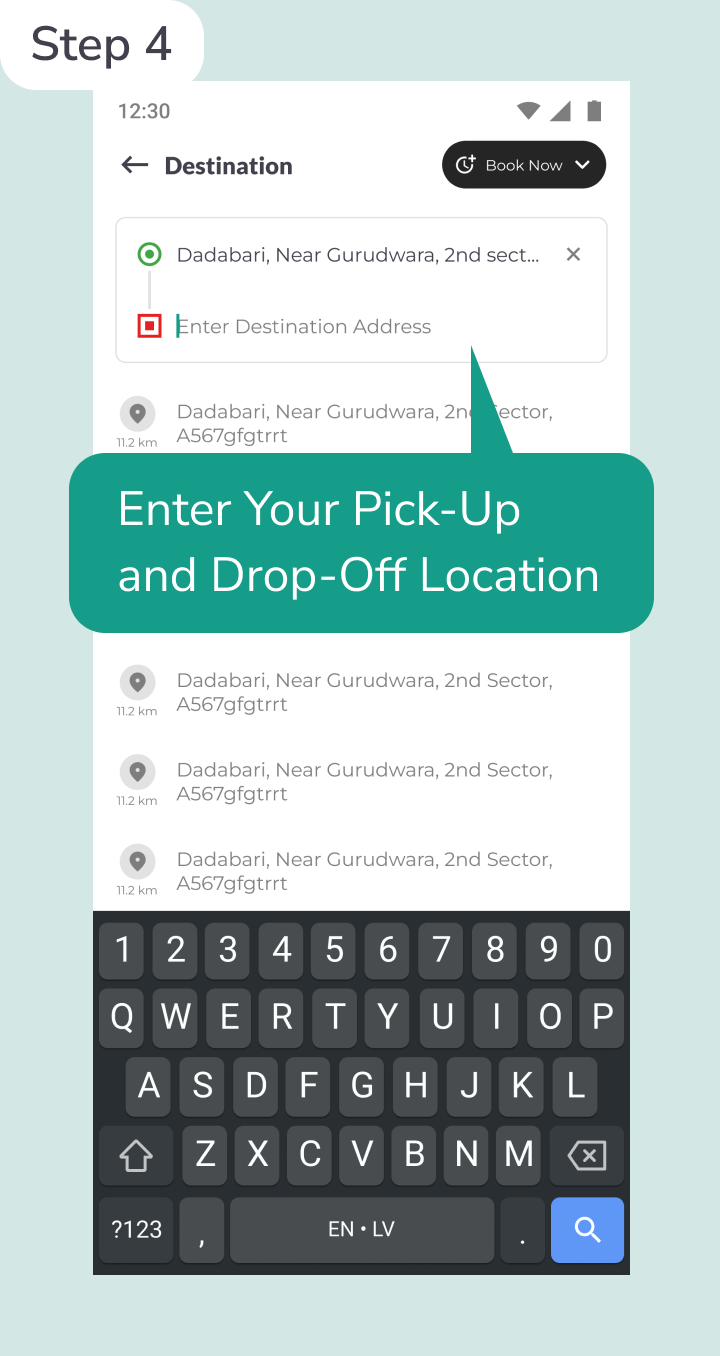 Step 4
12:30
Destination
Book Now
Dadabari, Near Gurudwara, 2nd sect...
Enter Destination Address
Dadabari, Near Gurudwara, 2nd Sector,
A567gfgtrrt
11.2 km
Enter Your Pick-Up
and Drop-Off Location
Dadabari, Near Gurudwara, 2nd Sector,
A567gfgtrrt
11.2 km
Dadabari, Near Gurudwara, 2nd Sector,
A567gfgtrrt
11.2 km
Dadabari, Near Gurudwara, 2nd Sector,
A567gfgtrrt
11.2 km
1 2 3 4 5 6 7 8 9 0
Q W E R T Y U I O P
A S D F G H J K L
Z X C V B N M
?123 , EN • LV .